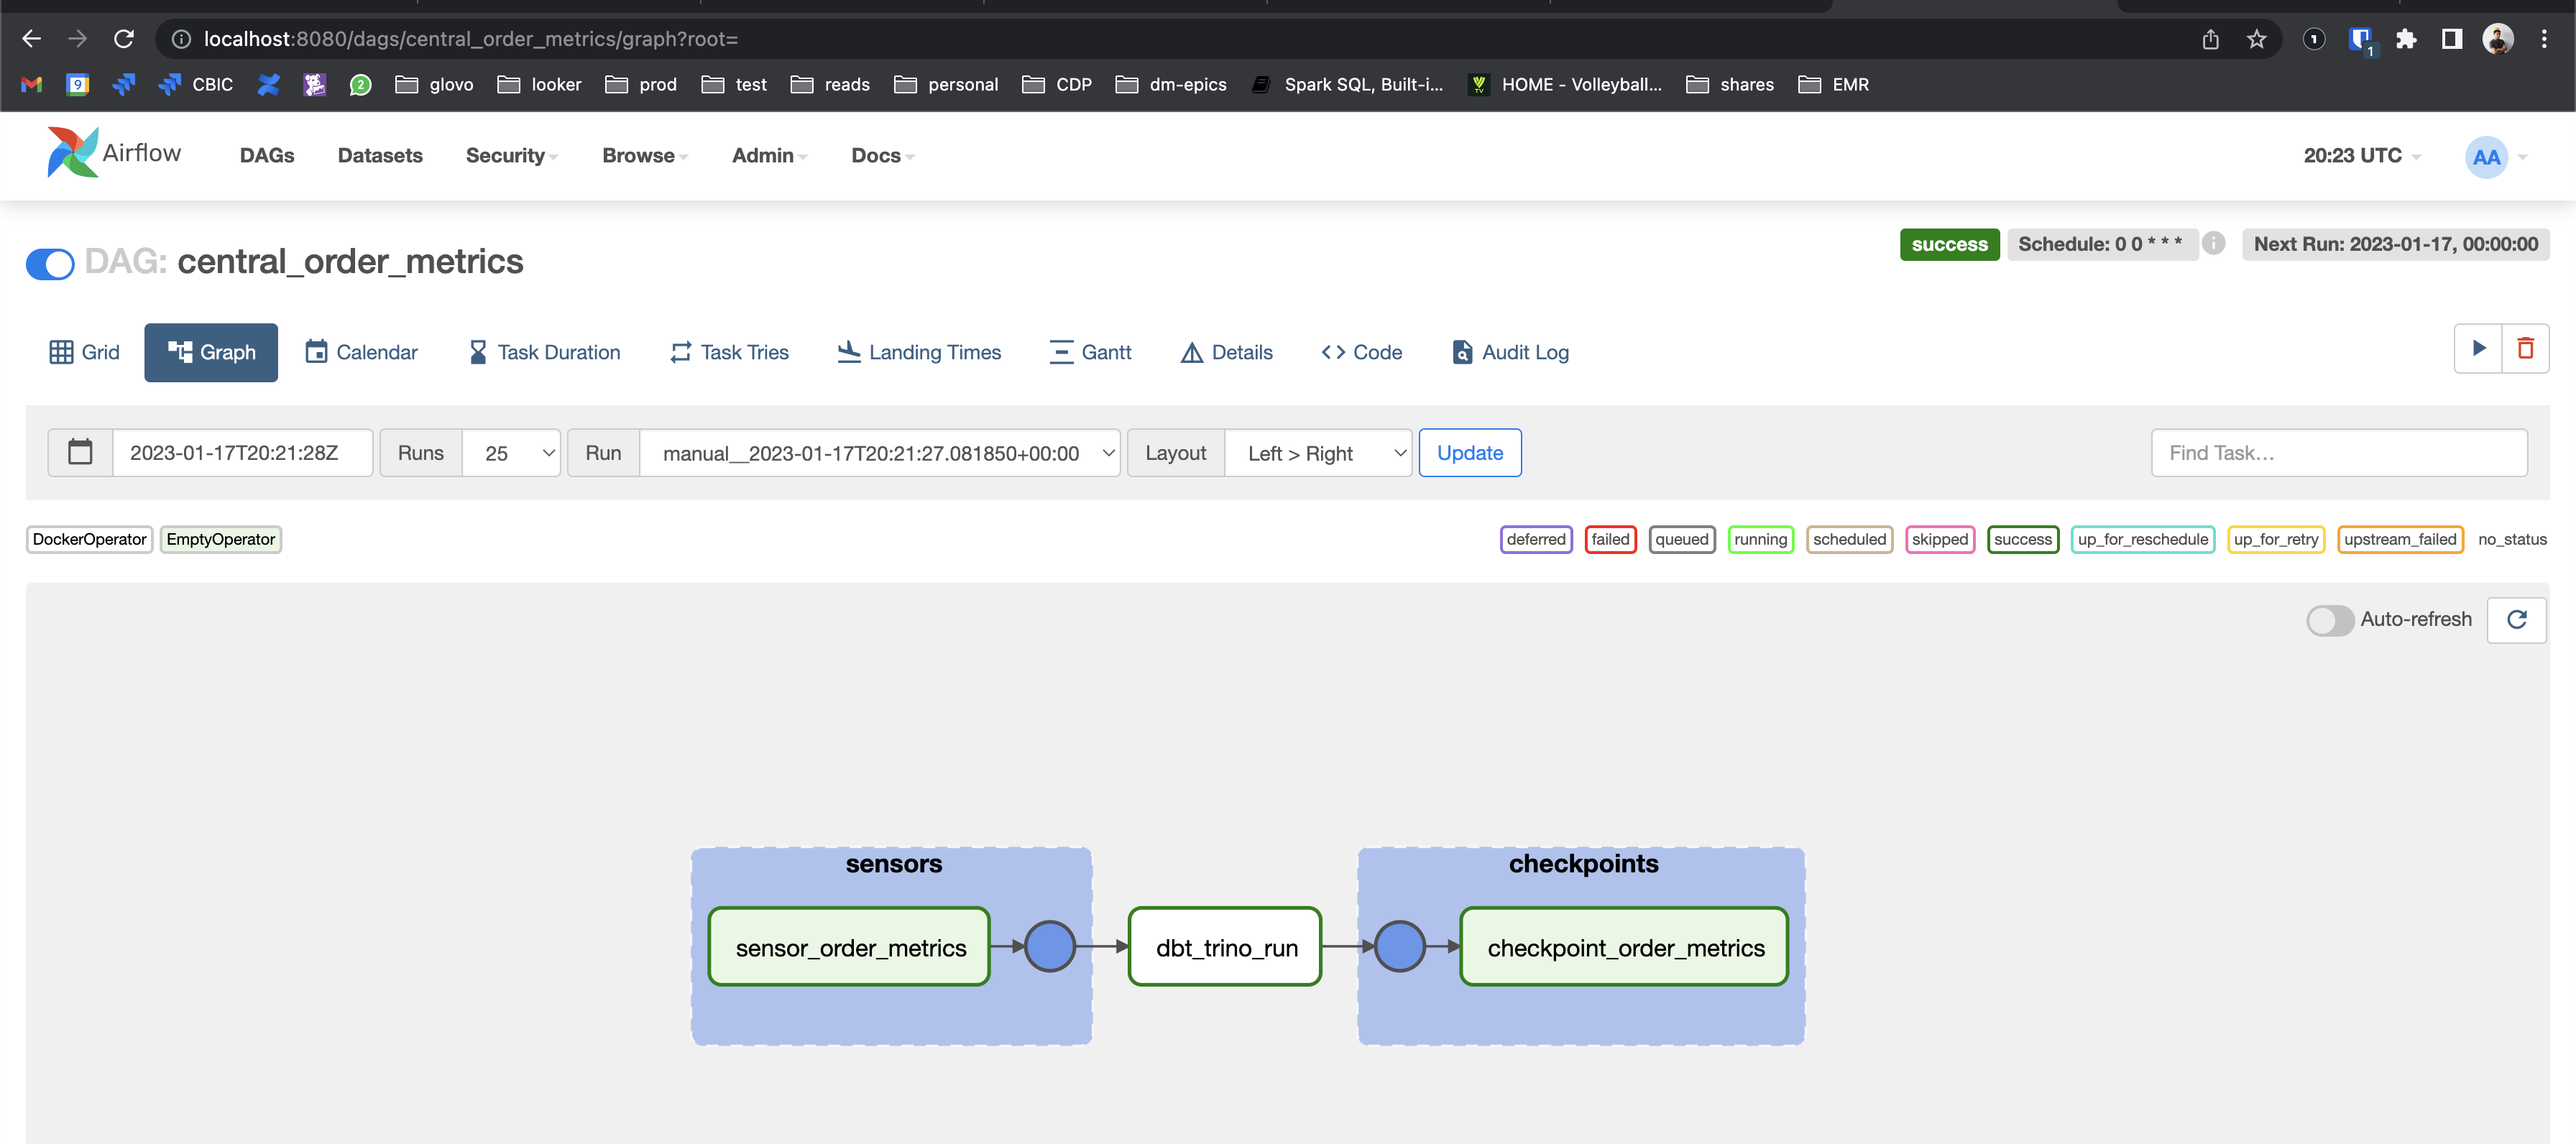 localhost:8080/dags/central_order_metrics/graph?root=
1
1
9
CBIC
2
glovo
looker
prod
test
reads
personal
CDP
dm-epics
Spark SQL, Built-i...
TV
HOME - Volleyball...
shares
EMR
Airflow
DAGs
Datasets
Security
Browse
Admin
Docs
20:23 UTC
AA
DAG: central_order_metrics
success
Schedule: 0 0 * * *
Next Run: 2023-01-17, 00:00:00
Grid
Graph
Calendar
Task Duration
Task Tries
Landing Times
Gantt
Details
Code
Audit Log
2023-01-17T20:21:28Z
Runs
25
Run
manual__2023-01-17T20:21:27.081850+00:00
Layout
Left > Right
Update
Find Task...
DockerOperator
EmptyOperator
deferred
failed
queued
running
scheduled
skipped
success
up_for_reschedule
up_for_retry
upstream_failed
no_status
Auto-refresh
sensors
checkpoints
sensor_order_metrics
dbt_trino_run
checkpoint_order_metrics